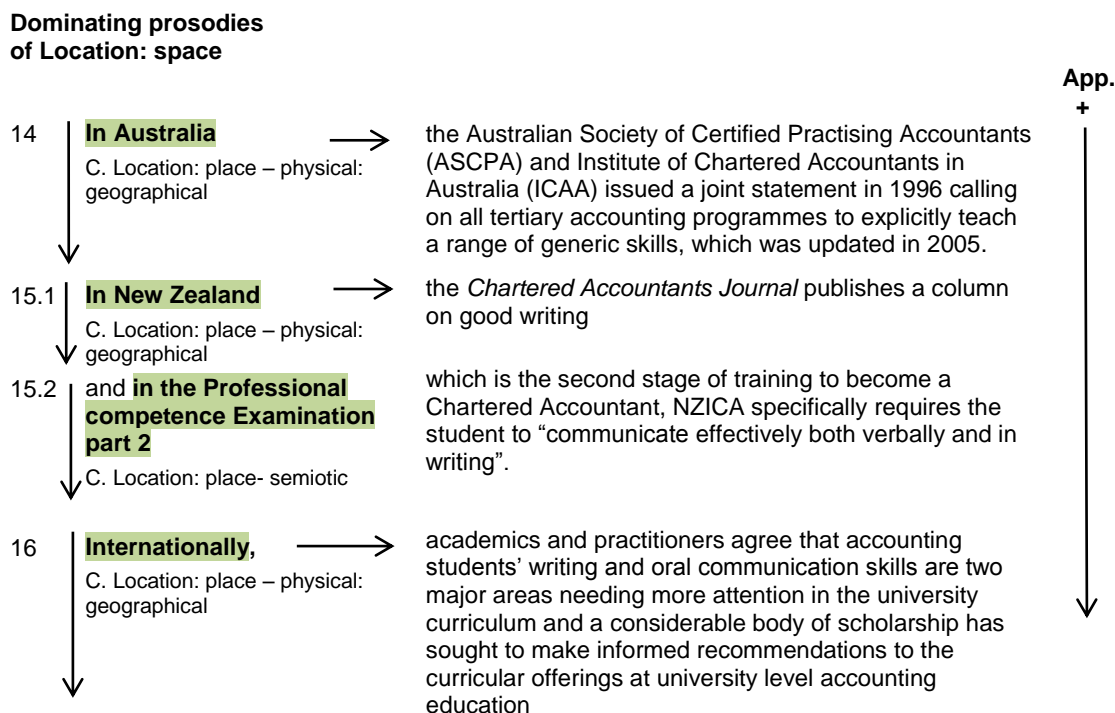 Dominating prosodies
of Location: space
App.
+
14
In Australia
C. Location: place – physical:
geographical
the Australian Society of Certified Practising Accountants
(ASCPA) and Institute of Chartered Accountants in
Australia (ICAA) issued a joint statement in 1996 calling
on all tertiary accounting programmes to explicitly teach
a range of generic skills, which was updated in 2005.
15.1
In New Zealand
C. Location: place – physical:
geographical
the Chartered Accountants Journal publishes a column
on good writing
15.2
and in the Professional
competence Examination
part 2
C. Location: place- semiotic
which is the second stage of training to become a
Chartered Accountant, NZICA specifically requires the
student to “communicate effectively both verbally and in
writing”.
16
Internationally,
C. Location: place – physical:
geographical
academics and practitioners agree that accounting
students’ writing and oral communication skills are two
major areas needing more attention in the university
curriculum and a considerable body of scholarship has
sought to make informed recommendations to the
curricular offerings at university level accounting
education